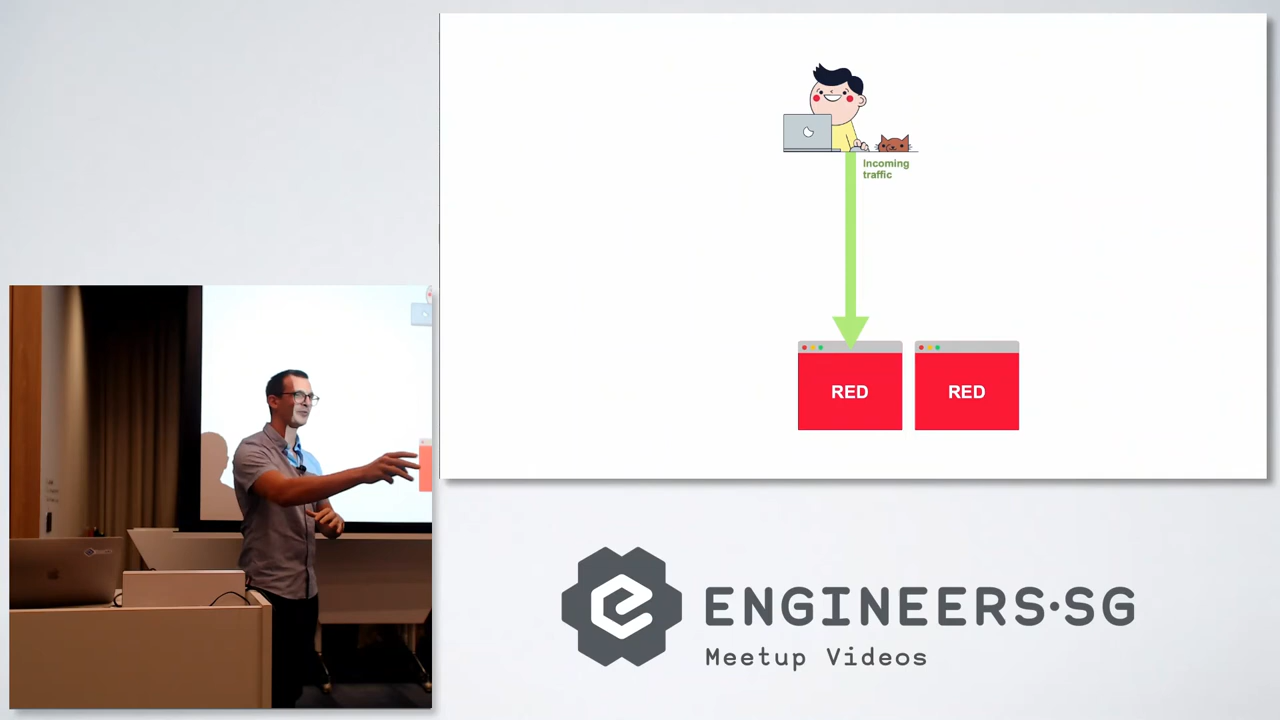 Incoming
traffic
RED
RED
ENGINEERS·SG
Meetup Videos